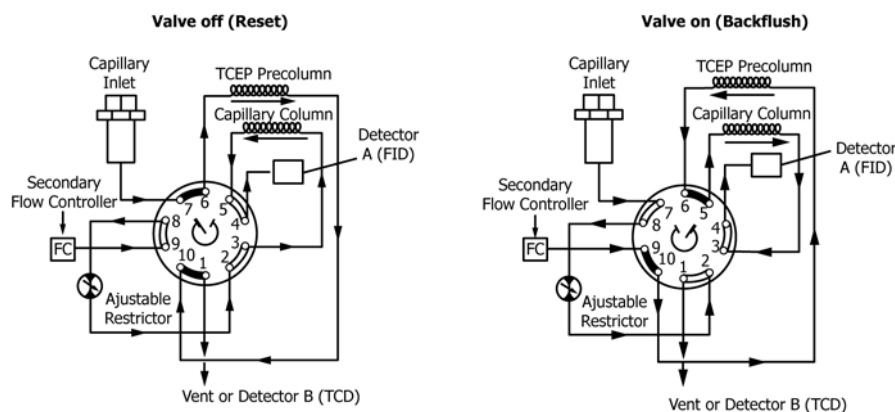 Valve off (Reset)
Capillary
Inlet
TCEP Precolumn
Capillary Column
Detector
A (FID)
Secondary
Flow Controller
FC
6
7
5
8
4
9
3
10
1
2
Ajustable
Restrictor
Vent or Detector B (TCD)
Valve on (Backflush)
Capillary
Inlet
TCEP Precolumn
Capillary Column
Detector
A (FID)
Secondary
Flow Controller
FC
6
7
5
8
4
9
3
10
1
2
Ajustable
Restrictor
Vent or Detector B (TCD)